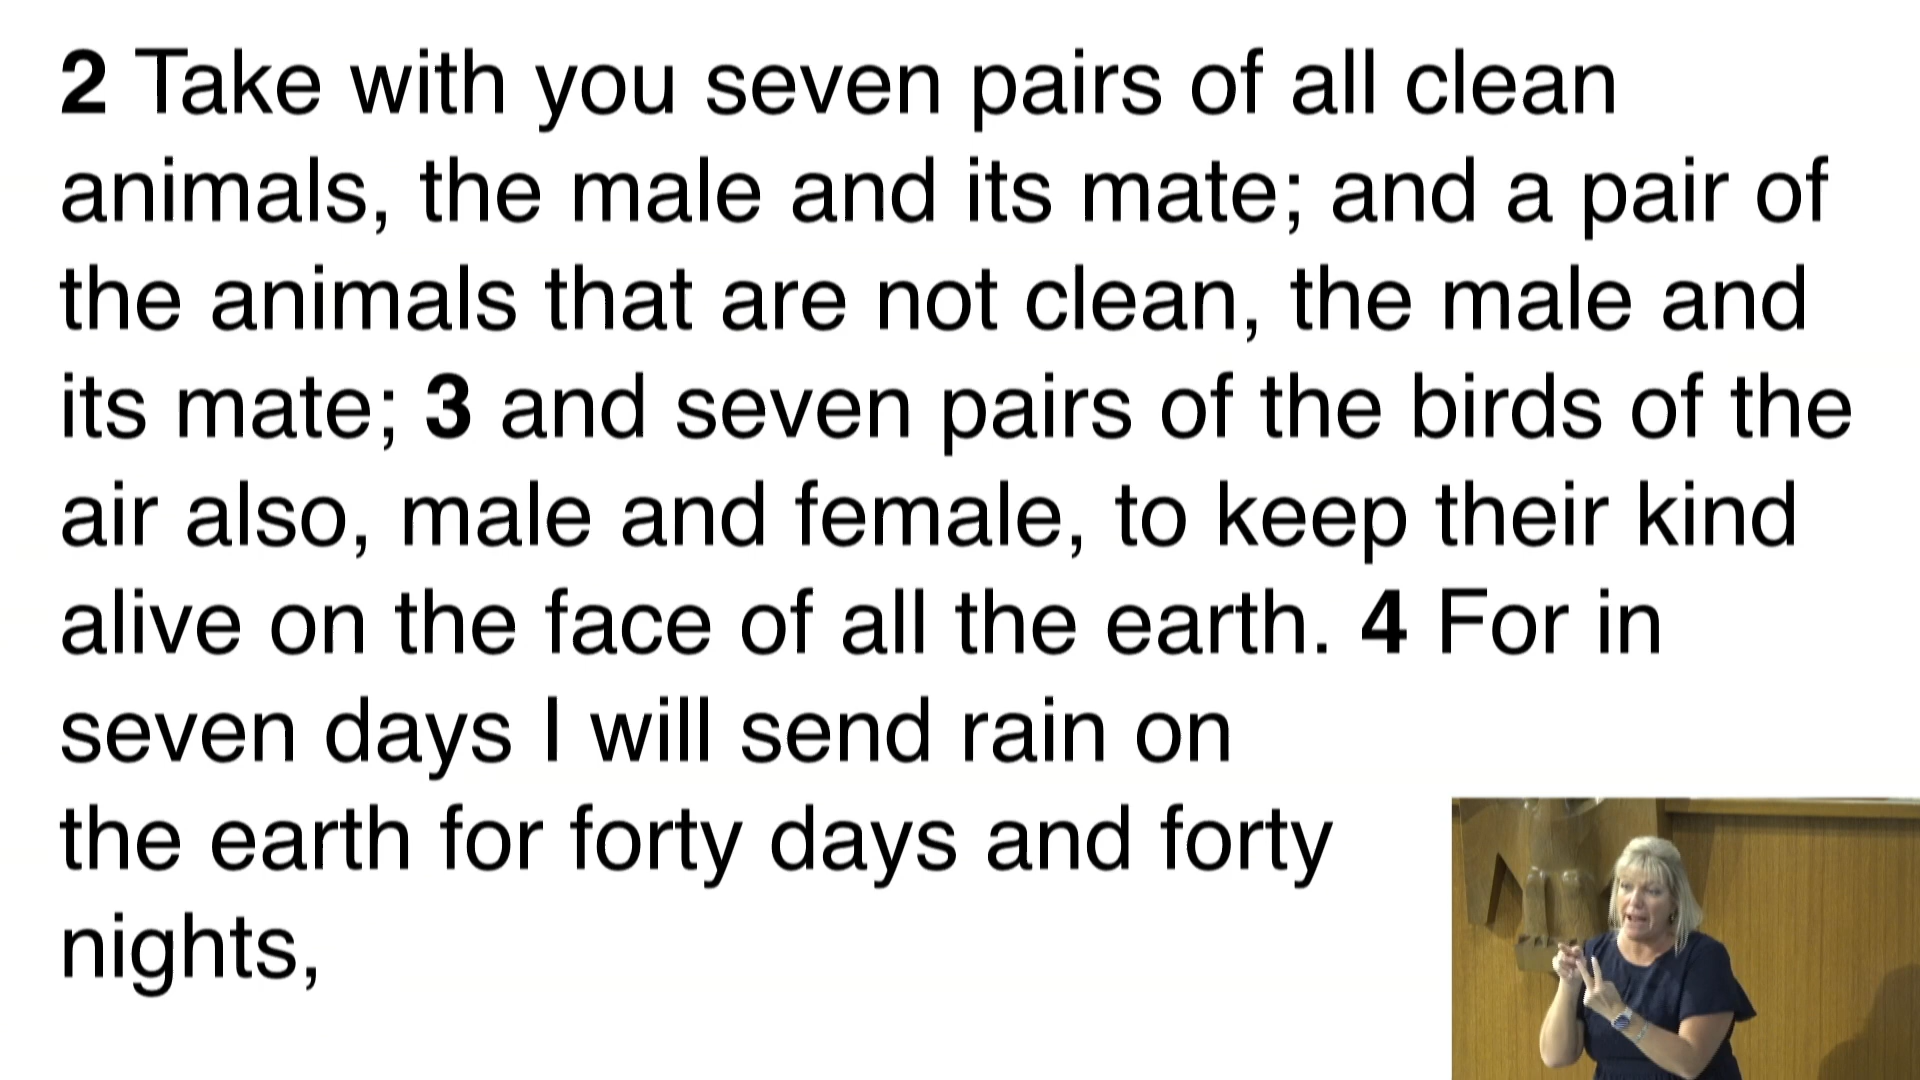 2 Take with you seven pairs of all clean
animals, the male and its mate; and a pair of
the animals that are not clean, the male and
its mate; 3 and seven pairs of the birds of the
air also, male and female, to keep their kind
alive on the face of all the earth. 4 For in
seven days I will send rain on
the earth for forty days and forty
nights,